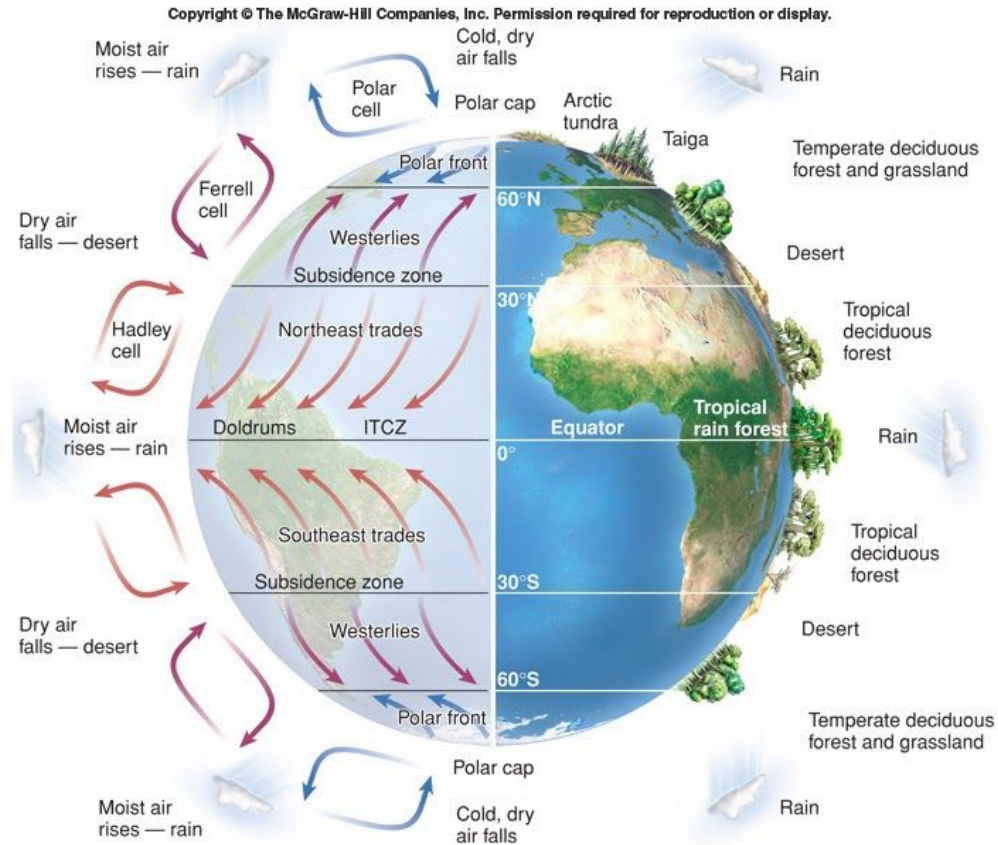 Copyright © The McGraw-Hill Companies, Inc. Permission required for reproduction or display.
Moist air
rises — rain
Polar
cell
Cold, dry
air falls
Polar cap
Arctic
tundra
Taiga
Rain
Temperate deciduous
forest and grassland
Ferrell
cell
Polar front
60°N
Dry air
falls — desert
Westerlies
Subsidence zone
30°N
Desert
Hadley
cell
Northeast trades
Tropical
deciduous
forest
Moist air
rises — rain
Doldrums
ITCZ
Equator
0°
Tropical
rain forest
Rain
Southeast trades
Tropical
deciduous
forest
Subsidence zone
30°S
Dry air
falls — desert
Westerlies
Desert
60°S
Polar front
Temperate deciduous
forest and grassland
Polar cap
Moist air
rises — rain
Cold, dry
air falls
Rain